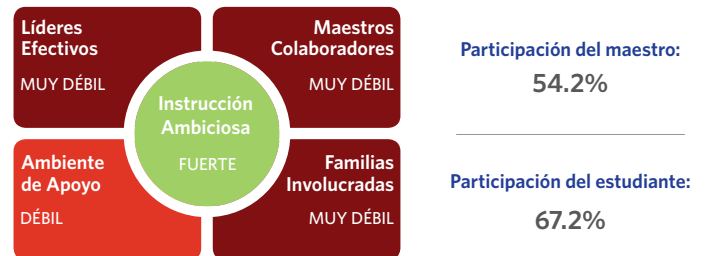 Líderes
Efectivos
MUY DÉBIL
Maestros
Colaboradores
MUY DÉBIL
Instrucción
Ambiciosa
FUERTE
Ambiente
de Apoyo
DÉBIL
Familias
Involucradas
MUY DÉBIL
Participación del maestro:
54.2%
Participación del estudiante:
67.2%